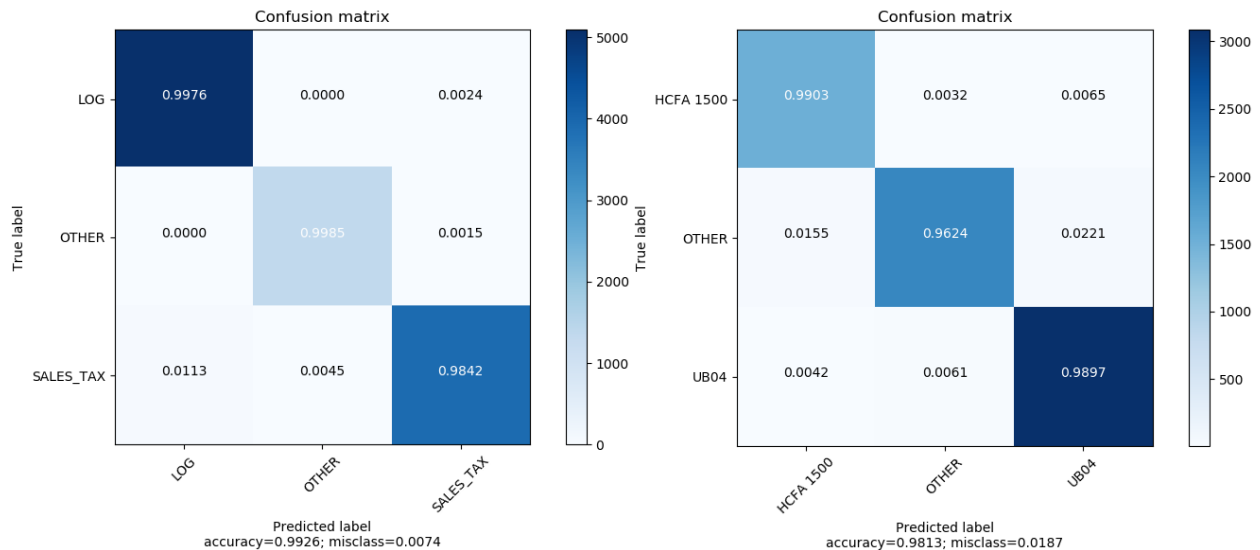 Confusion matrix
True label
LOG
OTHER
SALES_TAX
0.9976 0.0000 0.0024
0.0000 0.9985 0.0015
0.0113 0.0045 0.9842
LOG OTHER SALES_TAX
Predicted label
accuracy=0.9926; misclass=0.0074
5000
4000
3000
2000
1000
0
Confusion matrix
True label
HCFA 1500
OTHER
UB04
0.9903 0.0032 0.0065
0.0155 0.9624 0.0221
0.0042 0.0061 0.9897
HCFA 1500 OTHER UB04
Predicted label
accuracy=0.9813; misclass=0.0187
3000
2500
2000
1500
1000
500